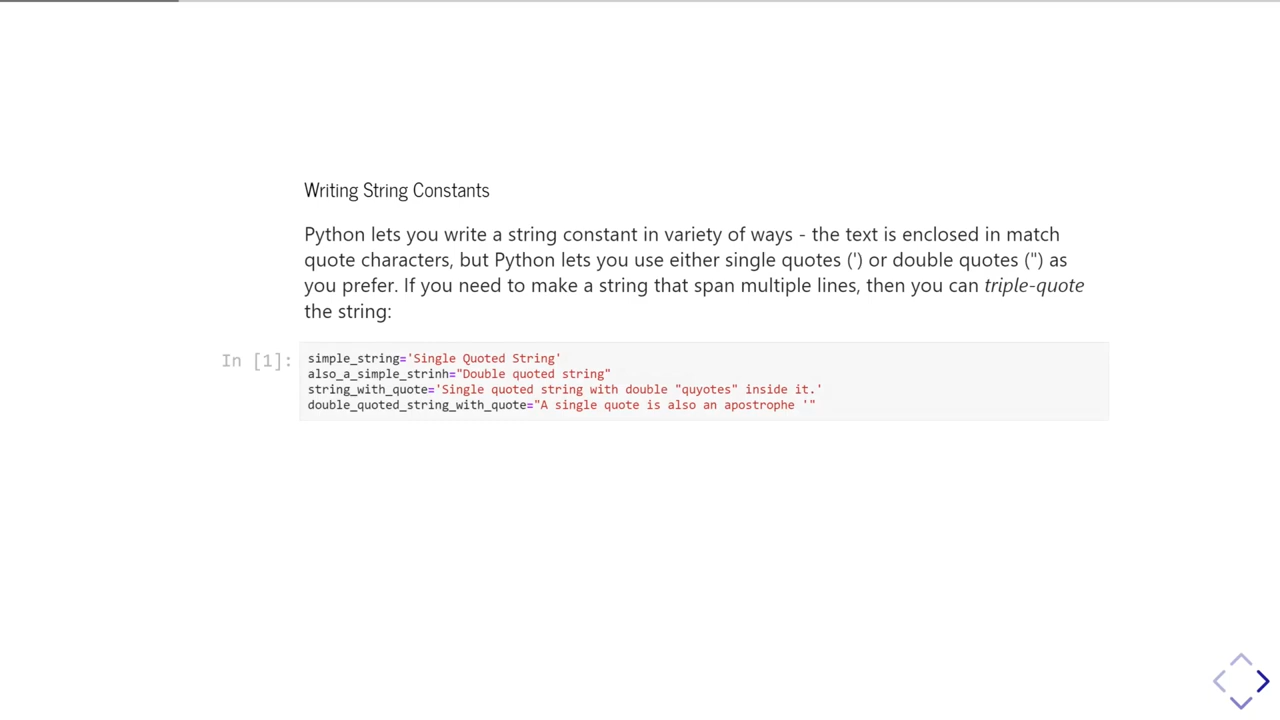 Writing String Constants
Python lets you write a string constant in variety of ways - the text is enclosed in match
quote characters, but Python lets you use either single quotes (') or double quotes (") as
you prefer. If you need to make a string that span multiple lines, then you can triple-quote
the string:
In [1]:
simple_string='Single Quoted String'
also_a_simple_strinh="Double quoted string"
string_with_quote='Single quoted string with double "quyotes" inside it.'
double_quoted_string_with_quote="A single quote is also an apostrophe '"